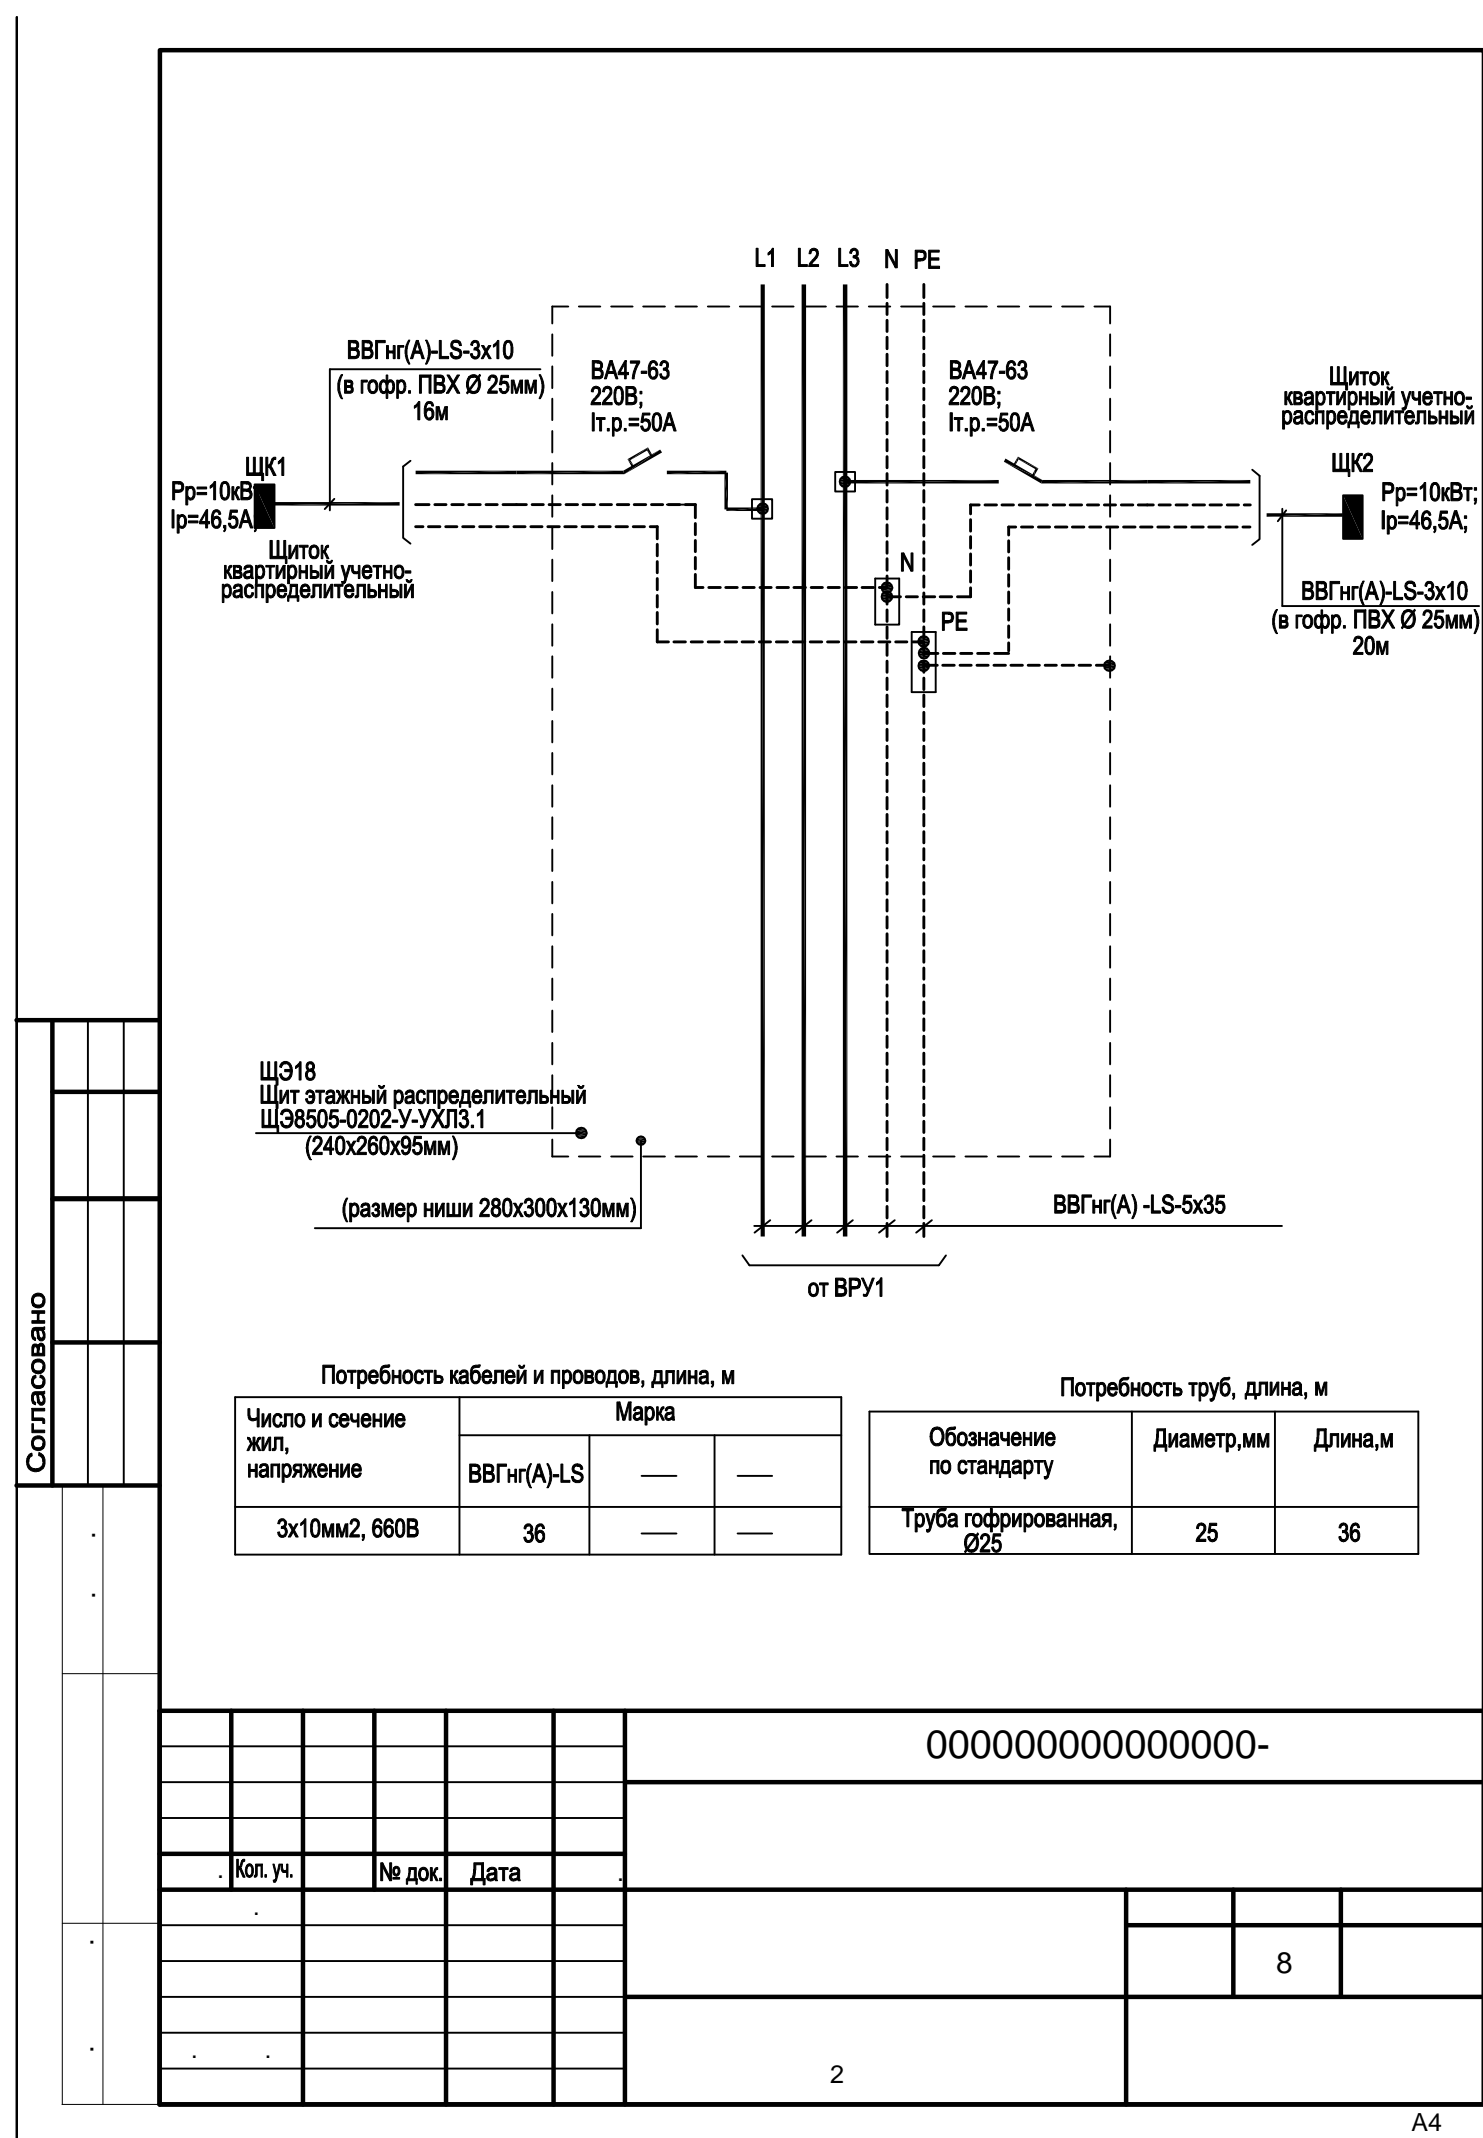 L1 L2 L3 N PE
ВВГнг(А)-LS-3х10
(в гофр. ПВХ Ø 25мм)
16м
ВА47-63
220В;
Iт.р.=50А
ВА47-63
220В;
Iт.р.=50А
Щиток
квартирный учетно-
распределительный
ЩК1
Рр=10кВ
Iр=46,5А;
Щиток
квартирный учетно-
распределительный
ЩК2
Рр=10кВт;
Iр=46,5А;
N
PE
ВВГнг(А)-LS-3х10
(в гофр. ПВХ Ø 25мм)
20м
ЩЭ18
Щит этажный распределительный
ЩЭ8505-0202-У-УХЛ3.1
(240х260х95мм)
(размер ниши 280х300х130мм)
ВВГнг(А) -LS-5х35
от ВРУ1
Потребность кабелей и проводов, длина, м
Число и сечение
жил,
напряжение
Марка
ВВГнг(А)-LS — —
3х10мм2, 660В 36 — —
Потребность труб, длина, м
Обозначение
по стандарту
Диаметр,мм Длина,м
Труба гофрированная,
Ø25
25 36
Согласовано
000000000000000-
Кол. уч. № док. Дата
8
2
А4